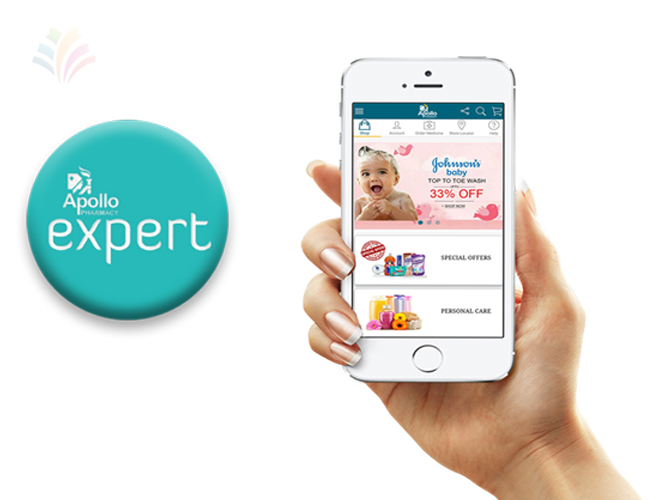 Apollo
PHARMACY
expert
Apollo
Shop
Account
Order Medicine
Store Locator
Help
Johnson's
baby
TOP TO TOE WASH
33% OFF
SHOP NOW
SPECIAL OFFERS
PERSONAL CARE